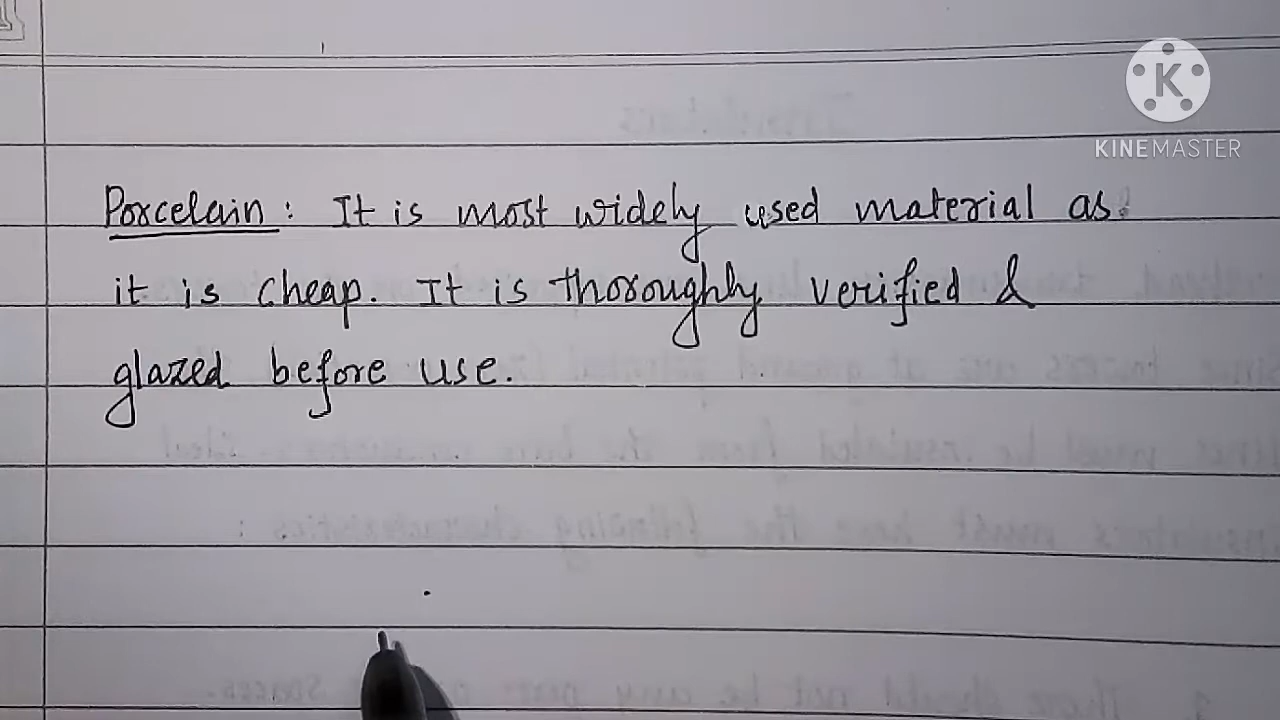 K
KINEMASTER
Porcelain: It is most widely used material as
it is cheap. It is thoroughly verified &
glazed before use.